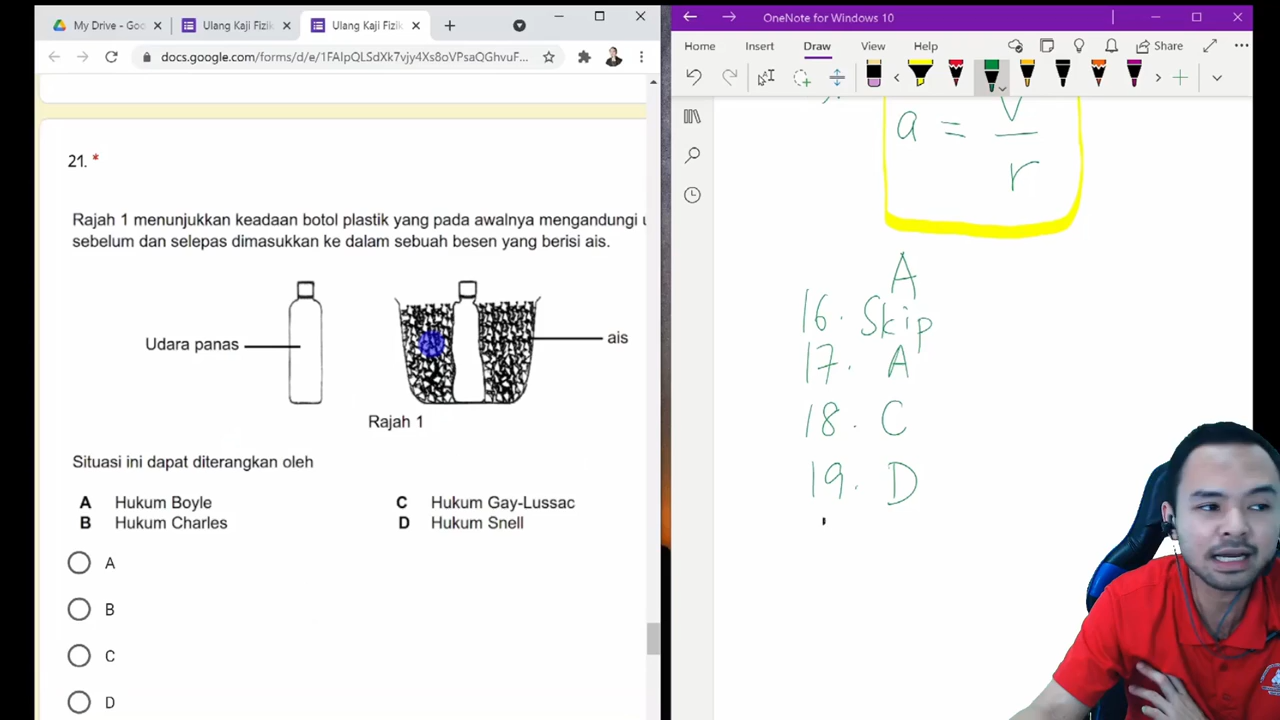 My Drive - Goo
Ulang Kaji Fizik
Ulang Kaji Fizik
docs.google.com/forms/d/e/1FAIpQLSdXk7vjy4Xs8oVPsaQGhvuF...
21. *
Rajah 1 menunjukkan keadaan botol plastik yang pada awalnya mengandungi
sebelum dan selepas dimasukkan ke dalam sebuah besen yang berisi ais.
Udara panas
ais
Rajah 1
Situasi ini dapat diterangkan oleh
A Hukum Boyle
C Hukum Gay-Lussac
B Hukum Charles
D Hukum Snell
A
B
C
D
OneNote for Windows 10
Home Insert Draw View Help
Share
a = V
r
A
16. Skip
17. A
18. C
19. D